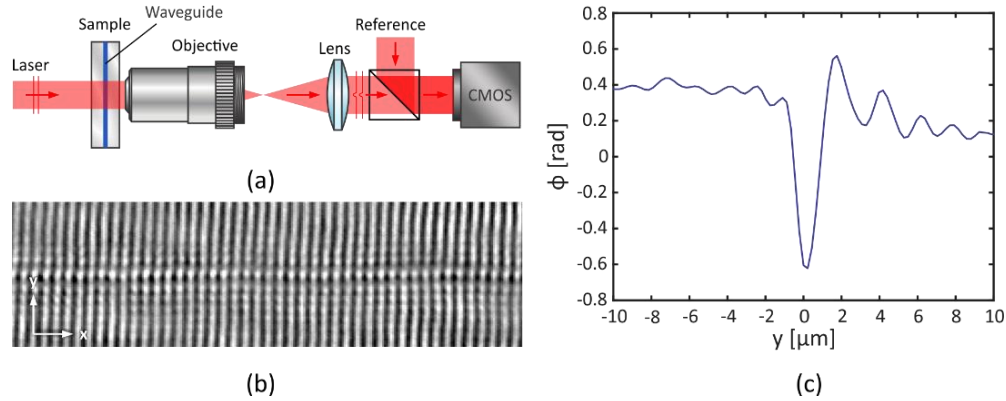 (a)
Sample
Waveguide
Laser
Objective
Lens
Reference
CMOS
(a)
y
x
(b)
ϕ [rad]
0.8
0.6
0.4
0.2
0
0.2
0.4
-0.6
-0.8
-10
-8
-6
-4
-2
0
2
4
6
8
10
y [μm]
(c)